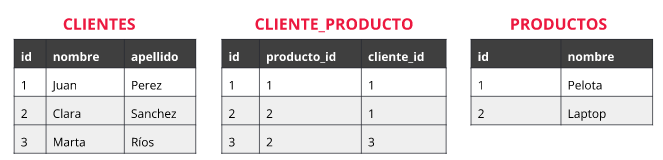 CLIENTES
id nombre apellido
1 Juan Perez
2 Clara Sanchez
3 Marta Ríos
CLIENTE_PRODUCTO
id producto_id cliente_id
1 1 1
2 2 1
3 2 3
PRODUCTOS
id nombre
1 Pelota
2 Laptop